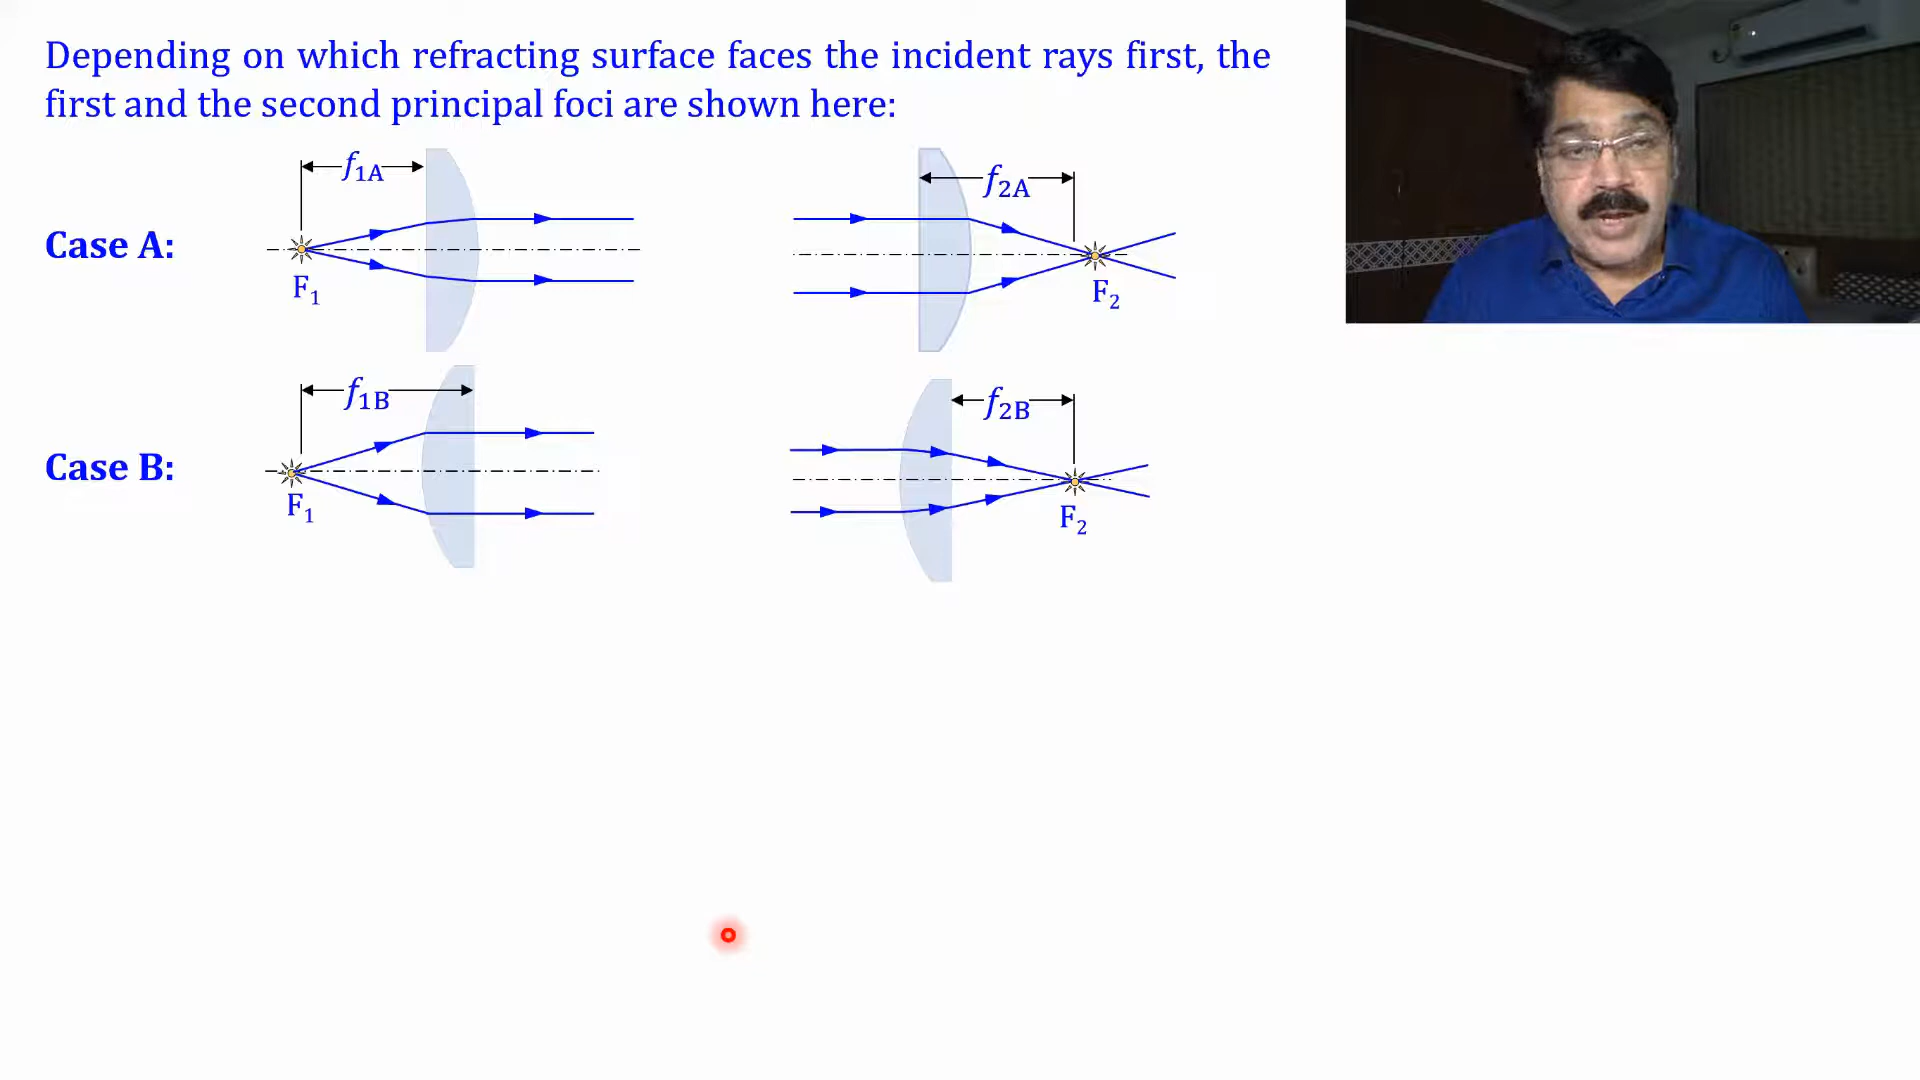 Depending on which refracting surface faces the incident rays first, the
first and the second principal foci are shown here:
Case A:
f1A
F1
f2A
F2
Case B:
f1B
F1
f2B
F2